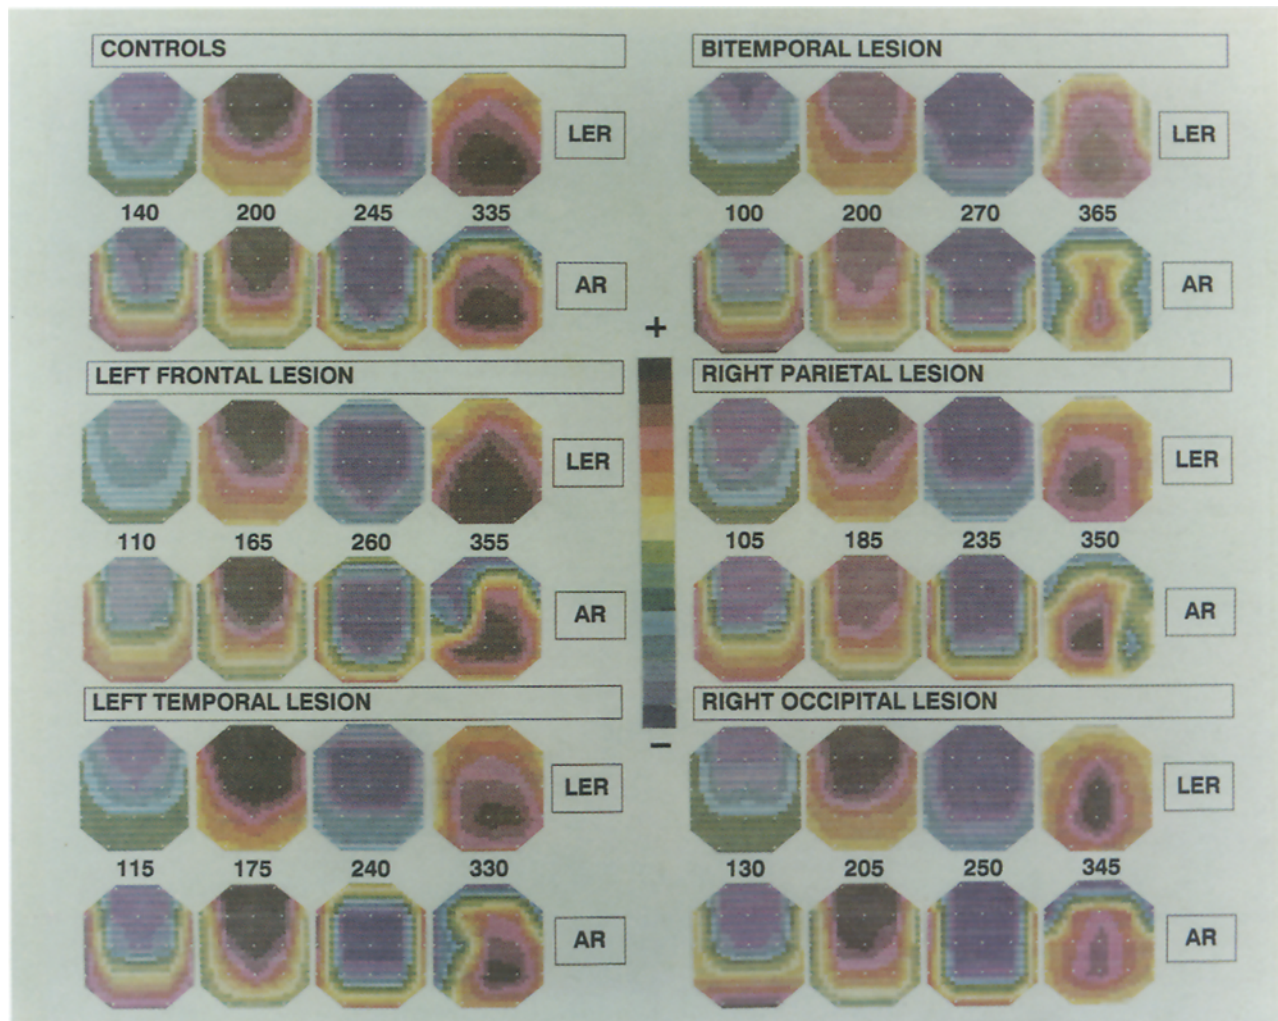 CONTROLS
LER
140 200 245 335
AR
LEFT FRONTAL LESION
LER
110 165 260 355
AR
LEFT TEMPORAL LESION
LER
115 175 240 330
AR
+
−
BITEMPORAL LESION
LER
100 200 270 365
AR
RIGHT PARIETAL LESION
LER
105 185 235 350
AR
RIGHT OCCIPITAL LESION
LER
130 205 250 345
AR